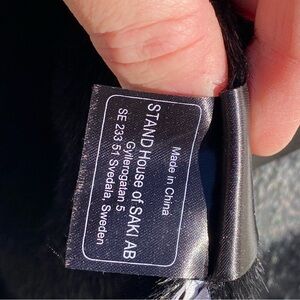 Made in China
STAND House of SAKI AB
Gyllerogatan 5
SE 233 51 Svedala, Sweden